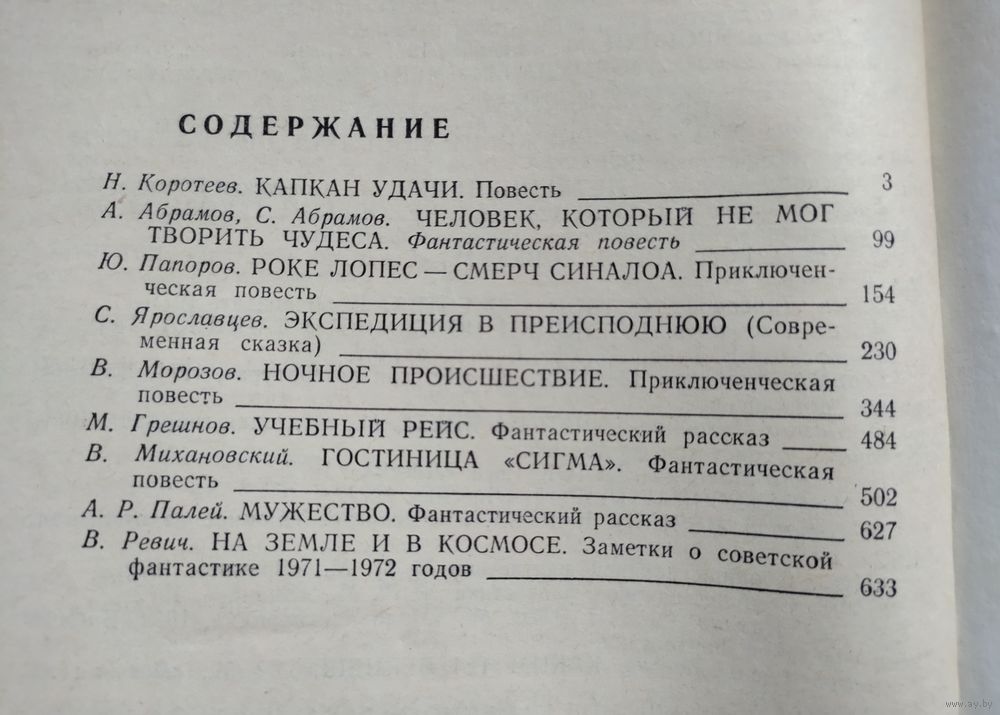 СОДЕРЖАНИЕ
Н. Коротеев. КАПКАН УДАЧИ. Повесть 3
А. Абрамов, С. Абрамов. ЧЕЛОВЕК, КОТОРЫЙ НЕ МОГ
ТВОРИТЬ ЧУДЕСА. Фантастическая повесть 99
Ю. Папоров. РОКЕ ЛОПЕС — СМЕРЧ СИНАЛОА. Приключен-
ческая повесть 154
С. Ярославцев. ЭКСПЕДИЦИЯ В ПРЕИСПОДНЮЮ (Совре-
менная сказка) 230
В. Морозов. НОЧНОЕ ПРОИСШЕСТВИЕ. Приключенческая
повесть 344
М. Грешнов. УЧЕБНЫЙ РЕЙС. Фантастический рассказ 484
В. Михановский. ГОСТИНИЦА «СИГМА». Фантастическая
повесть 502
А. Р. Палей. МУЖЕСТВО. Фантастический рассказ 627
В. Ревич. НА ЗЕМЛЕ И В КОСМОСЕ. Заметки о советской
фантастике 1971—1972 годов 633
www.ay.by